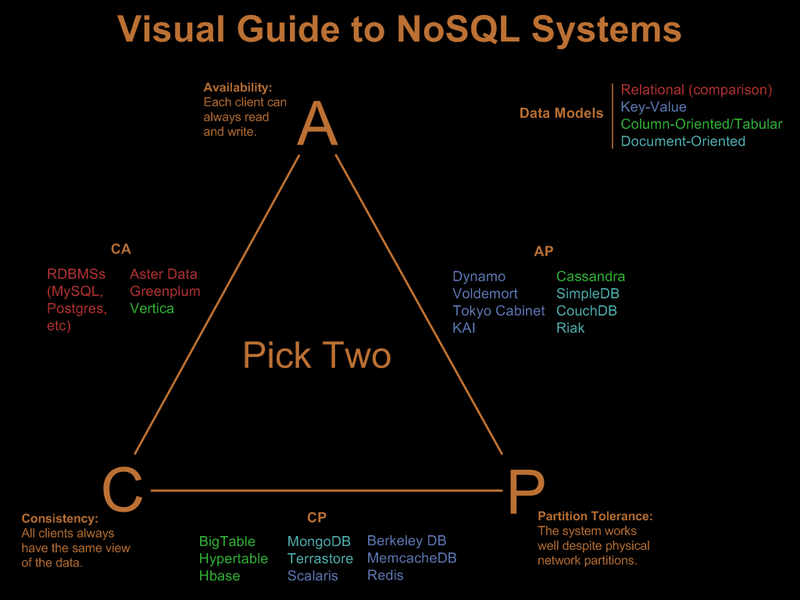 Visual Guide to NoSQL Systems
Availability:
Each client can
always read
and write.
A
Data Models
Relational (comparison)
Key-Value
Column-Oriented/Tabular
Document-Oriented
CA
RDBMSs
(MySQL,
Postgres,
etc)
Aster Data
Greenplum
Vertica
AP
Dynamo
Voldemort
Tokyo Cabinet
KAI
Cassandra
SimpleDB
CouchDB
Riak
Pick Two
C
P
Consistency:
All clients always
have the same view
of the data.
CP
BigTable
Hypertable
Hbase
MongoDB
Terrastore
Scalaris
Berkeley DB
MemcacheDB
Redis
Partition Tolerance:
The system works
well despite physical
network partitions.